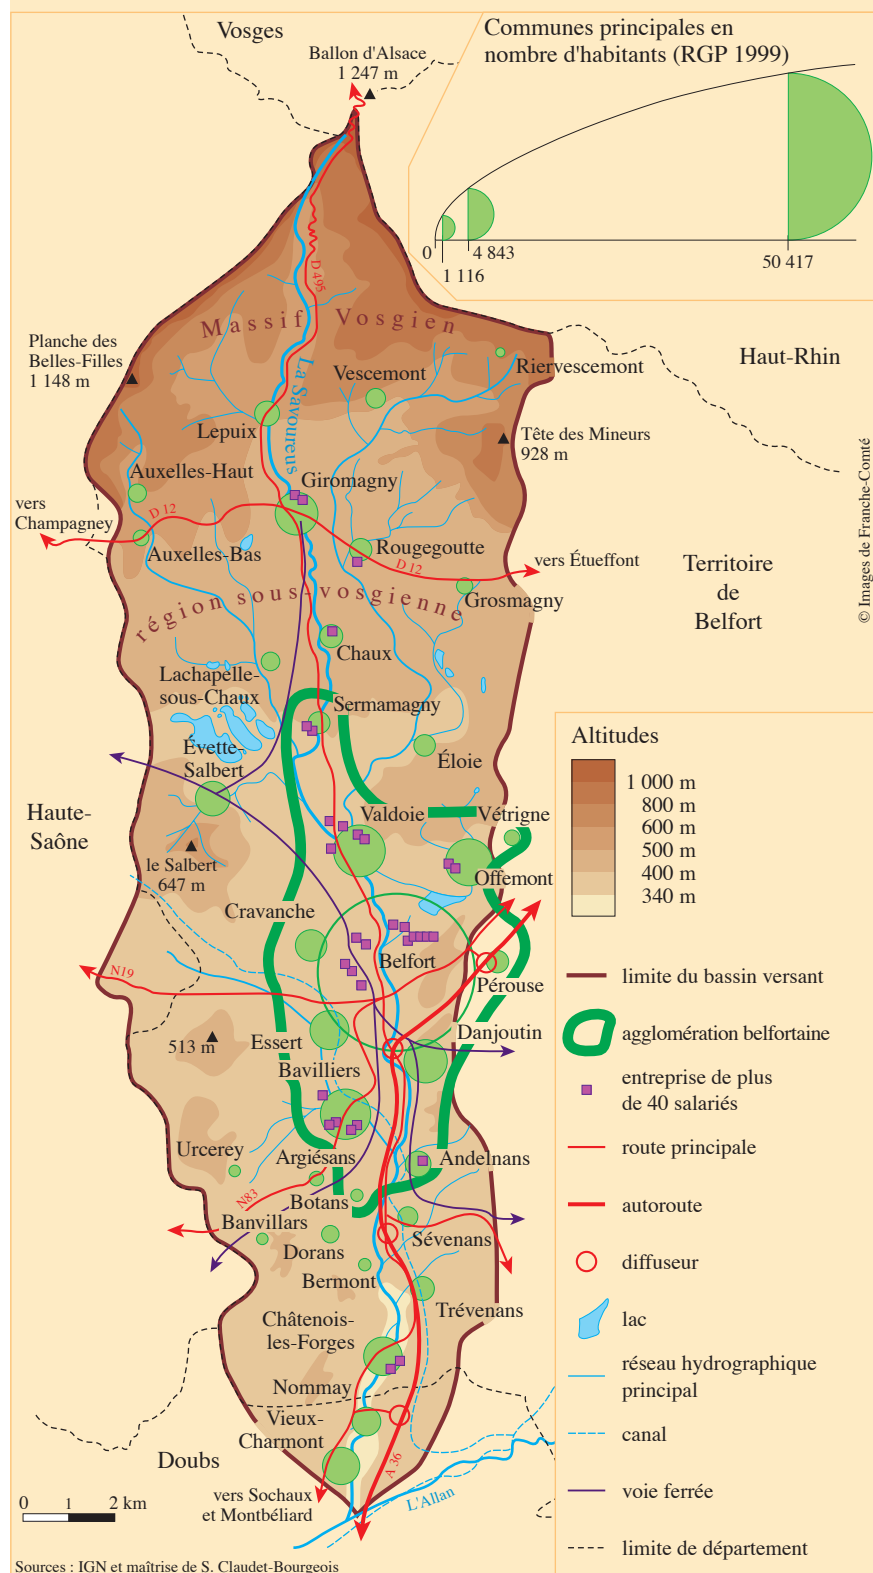 Vosges
Ballon d'Alsace
1 247 m
Communes principales en
nombre d'habitants (RGP 1999)
0
1 116
4 843
50 417
D 495
Massif Vosgien
Planche des
Belles-Filles
1 148 m
La Savoureus
Vescemont
Riervescemont
Haut-Rhin
Lepuix
Tête des Mineurs
928 m
Auxelles-Haut
Giromagny
vers
Champagney
D 12
Auxelles-Bas
Rougegoutte
D 12
vers Étueffont
Grosmagny
Territoire
de
Belfort
© Images de Franche-Comté
région sous-vosgienne
Chaux
Lachapelle-
sous-Chaux
Sermamagny
Évette-
Salbert
Éloie
Haute-
Saône
Valdoie
Vétrigne
le Salbert
647 m
Offemont
Cravanche
Belfort
N19
Pérouse
513 m
Essert
Danjoutin
Bavilliers
Urcerey
Argiésans
Andelnans
N83
Botans
Banvillars
Dorans
Sévenans
Bermont
Trévenans
Châtenois-
les-Forges
Nommay
Vieux-
Charmont
Doubs
A 36
vers Sochaux
et Montbéliard
L'Allan
0 1 2 km
Sources : IGN et maîtrise de S. Claudet-Bourgeois
Altitudes
1 000 m
800 m
600 m
500 m
400 m
340 m
limite du bassin versant
agglomération belfortaine
entreprise de plus
de 40 salariés
route principale
autoroute
diffuseur
lac
réseau hydrographique
principal
canal
voie ferrée
limite de département